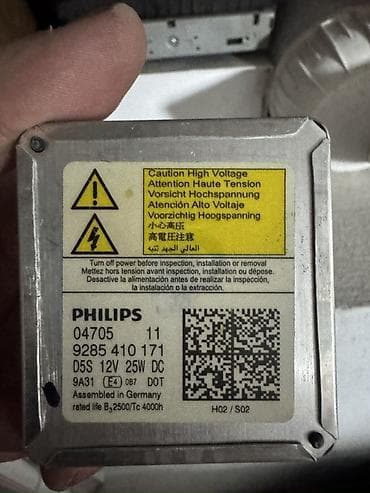 Caution High Voltage
Attention Haute Tension
Vorsicht Hochspannung
Atención Alto Voltaje
Voorzichtig Hoogspanning
小心高压
高電圧注意
Turn off power before inspection, installation or removal
Mettez hors tension avant inspection, installation ou dépose.
Desactive la alimentación antes de realizar la inspección,
la instalación o la extracción.
PHILIPS
04705 11
9285 410 171
D5S 12V 25W DC
9A31 E4 0B7 DOT
Assembled in Germany
rated life B3 2500/Tc 4000h
H02 / S02